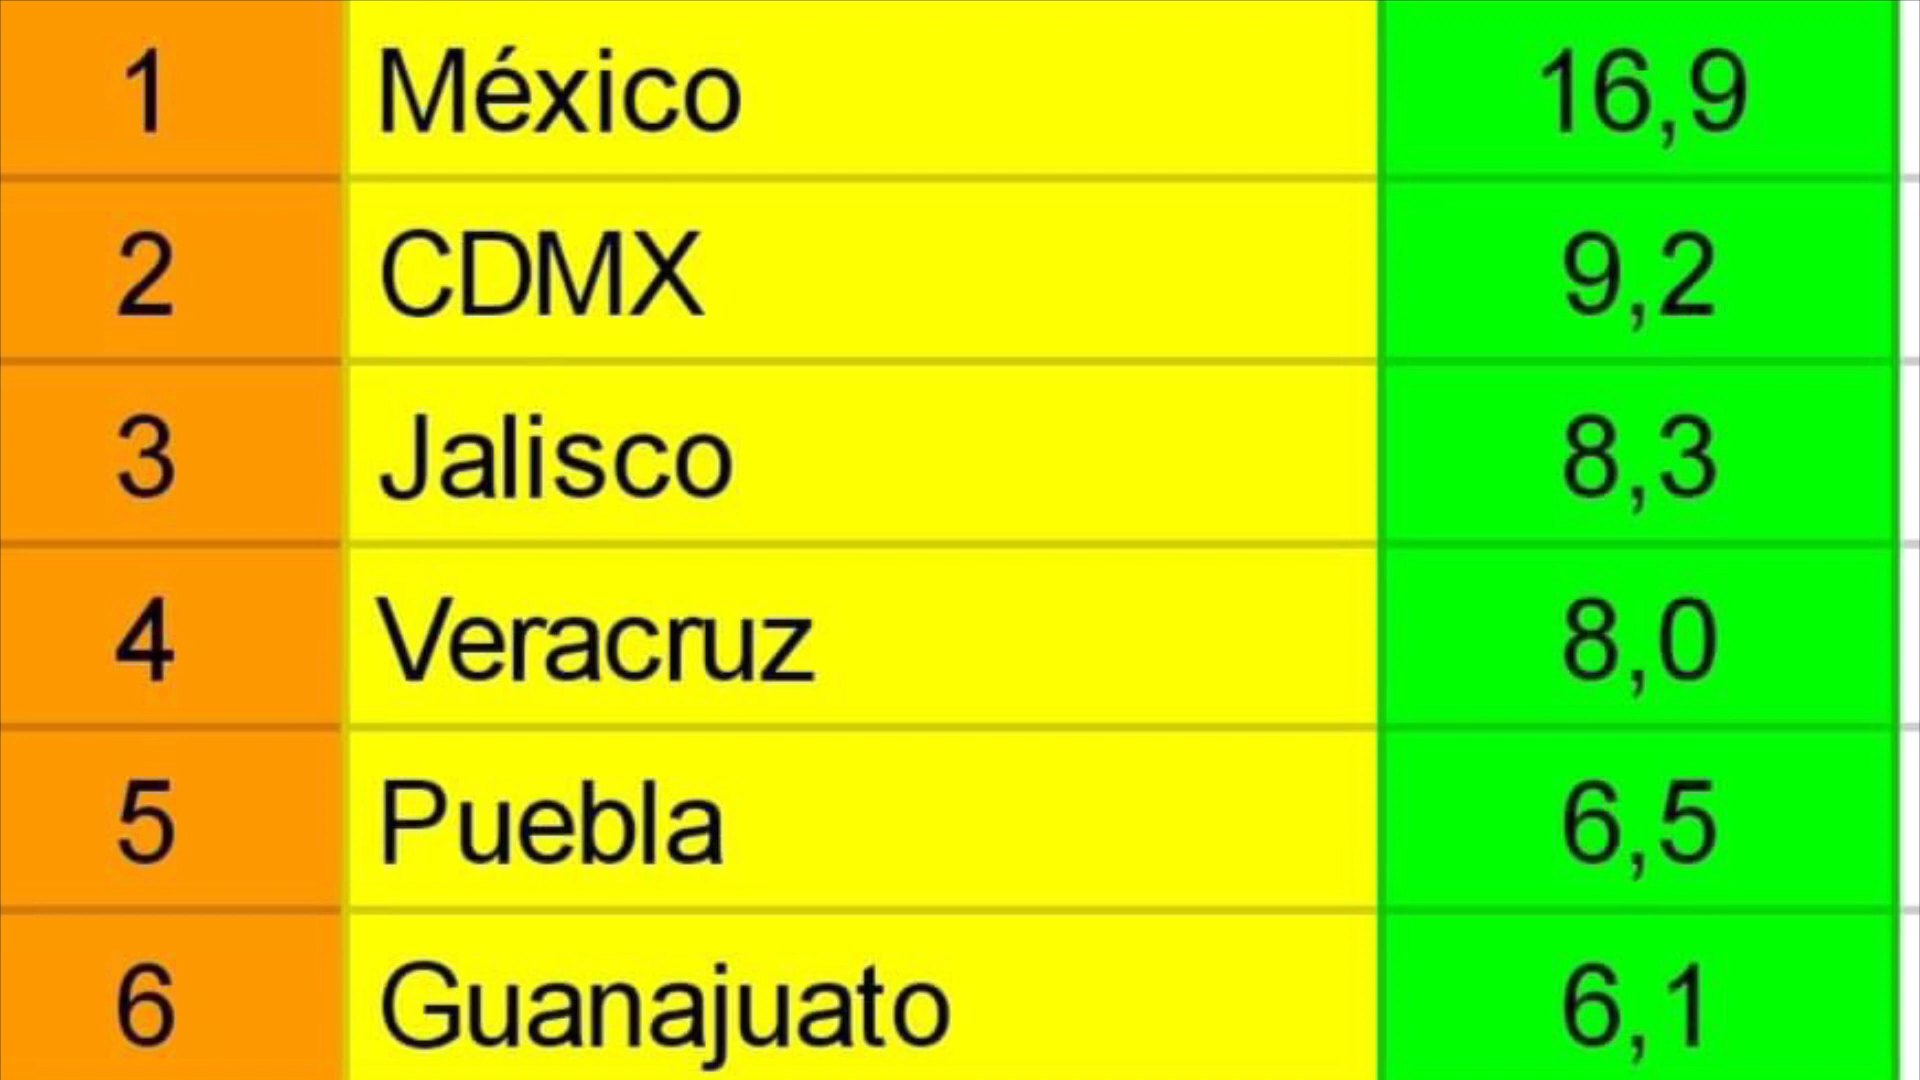 1 México 16,9
2 CDMX 9,2
3 Jalisco 8,3
4 Veracruz 8,0
5 Puebla 6,5
6 Guanajuato 6,1